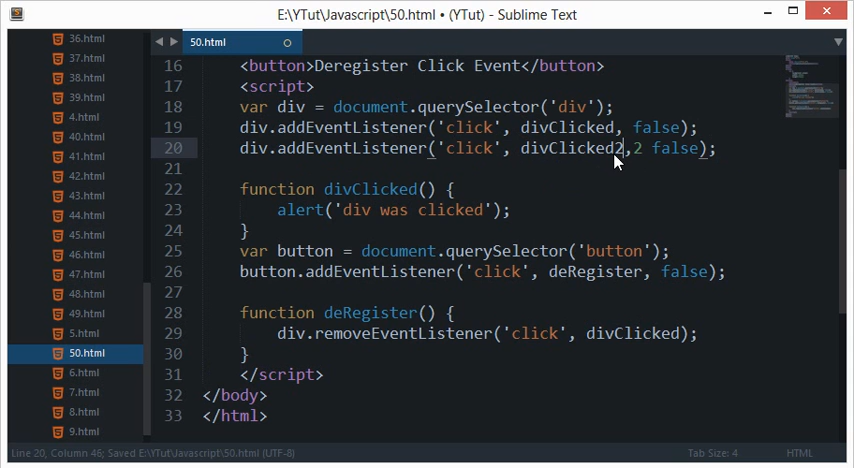 E:\YTut\Javascript\50.html • (YTut) - Sublime Text
36.html
37.html
38.html
39.html
4.html
40.html
41.html
42.html
43.html
44.html
45.html
46.html
47.html
48.html
49.html
5.html
50.html
6.html
7.html
8.html
9.html
50.html
16 <button>Deregister Click Event</button>
17 <script>
18 var div = document.querySelector('div');
19 div.addEventListener('click', divClicked, false);
20 div.addEventListener('click', divClicked2,2 false);
21
22 function divClicked() {
23 alert('div was clicked');
24 }
25 var button = document.querySelector('button');
26 button.addEventListener('click', deRegister, false);
27
28 function deRegister() {
29 div.removeEventListener('click', divClicked);
30 }
31 </script>
32 </body>
33 </html>
Line 20, Column 46; Saved E:\YTut\Javascript\50.html (UTF-8)
Tab Size: 4
HTML